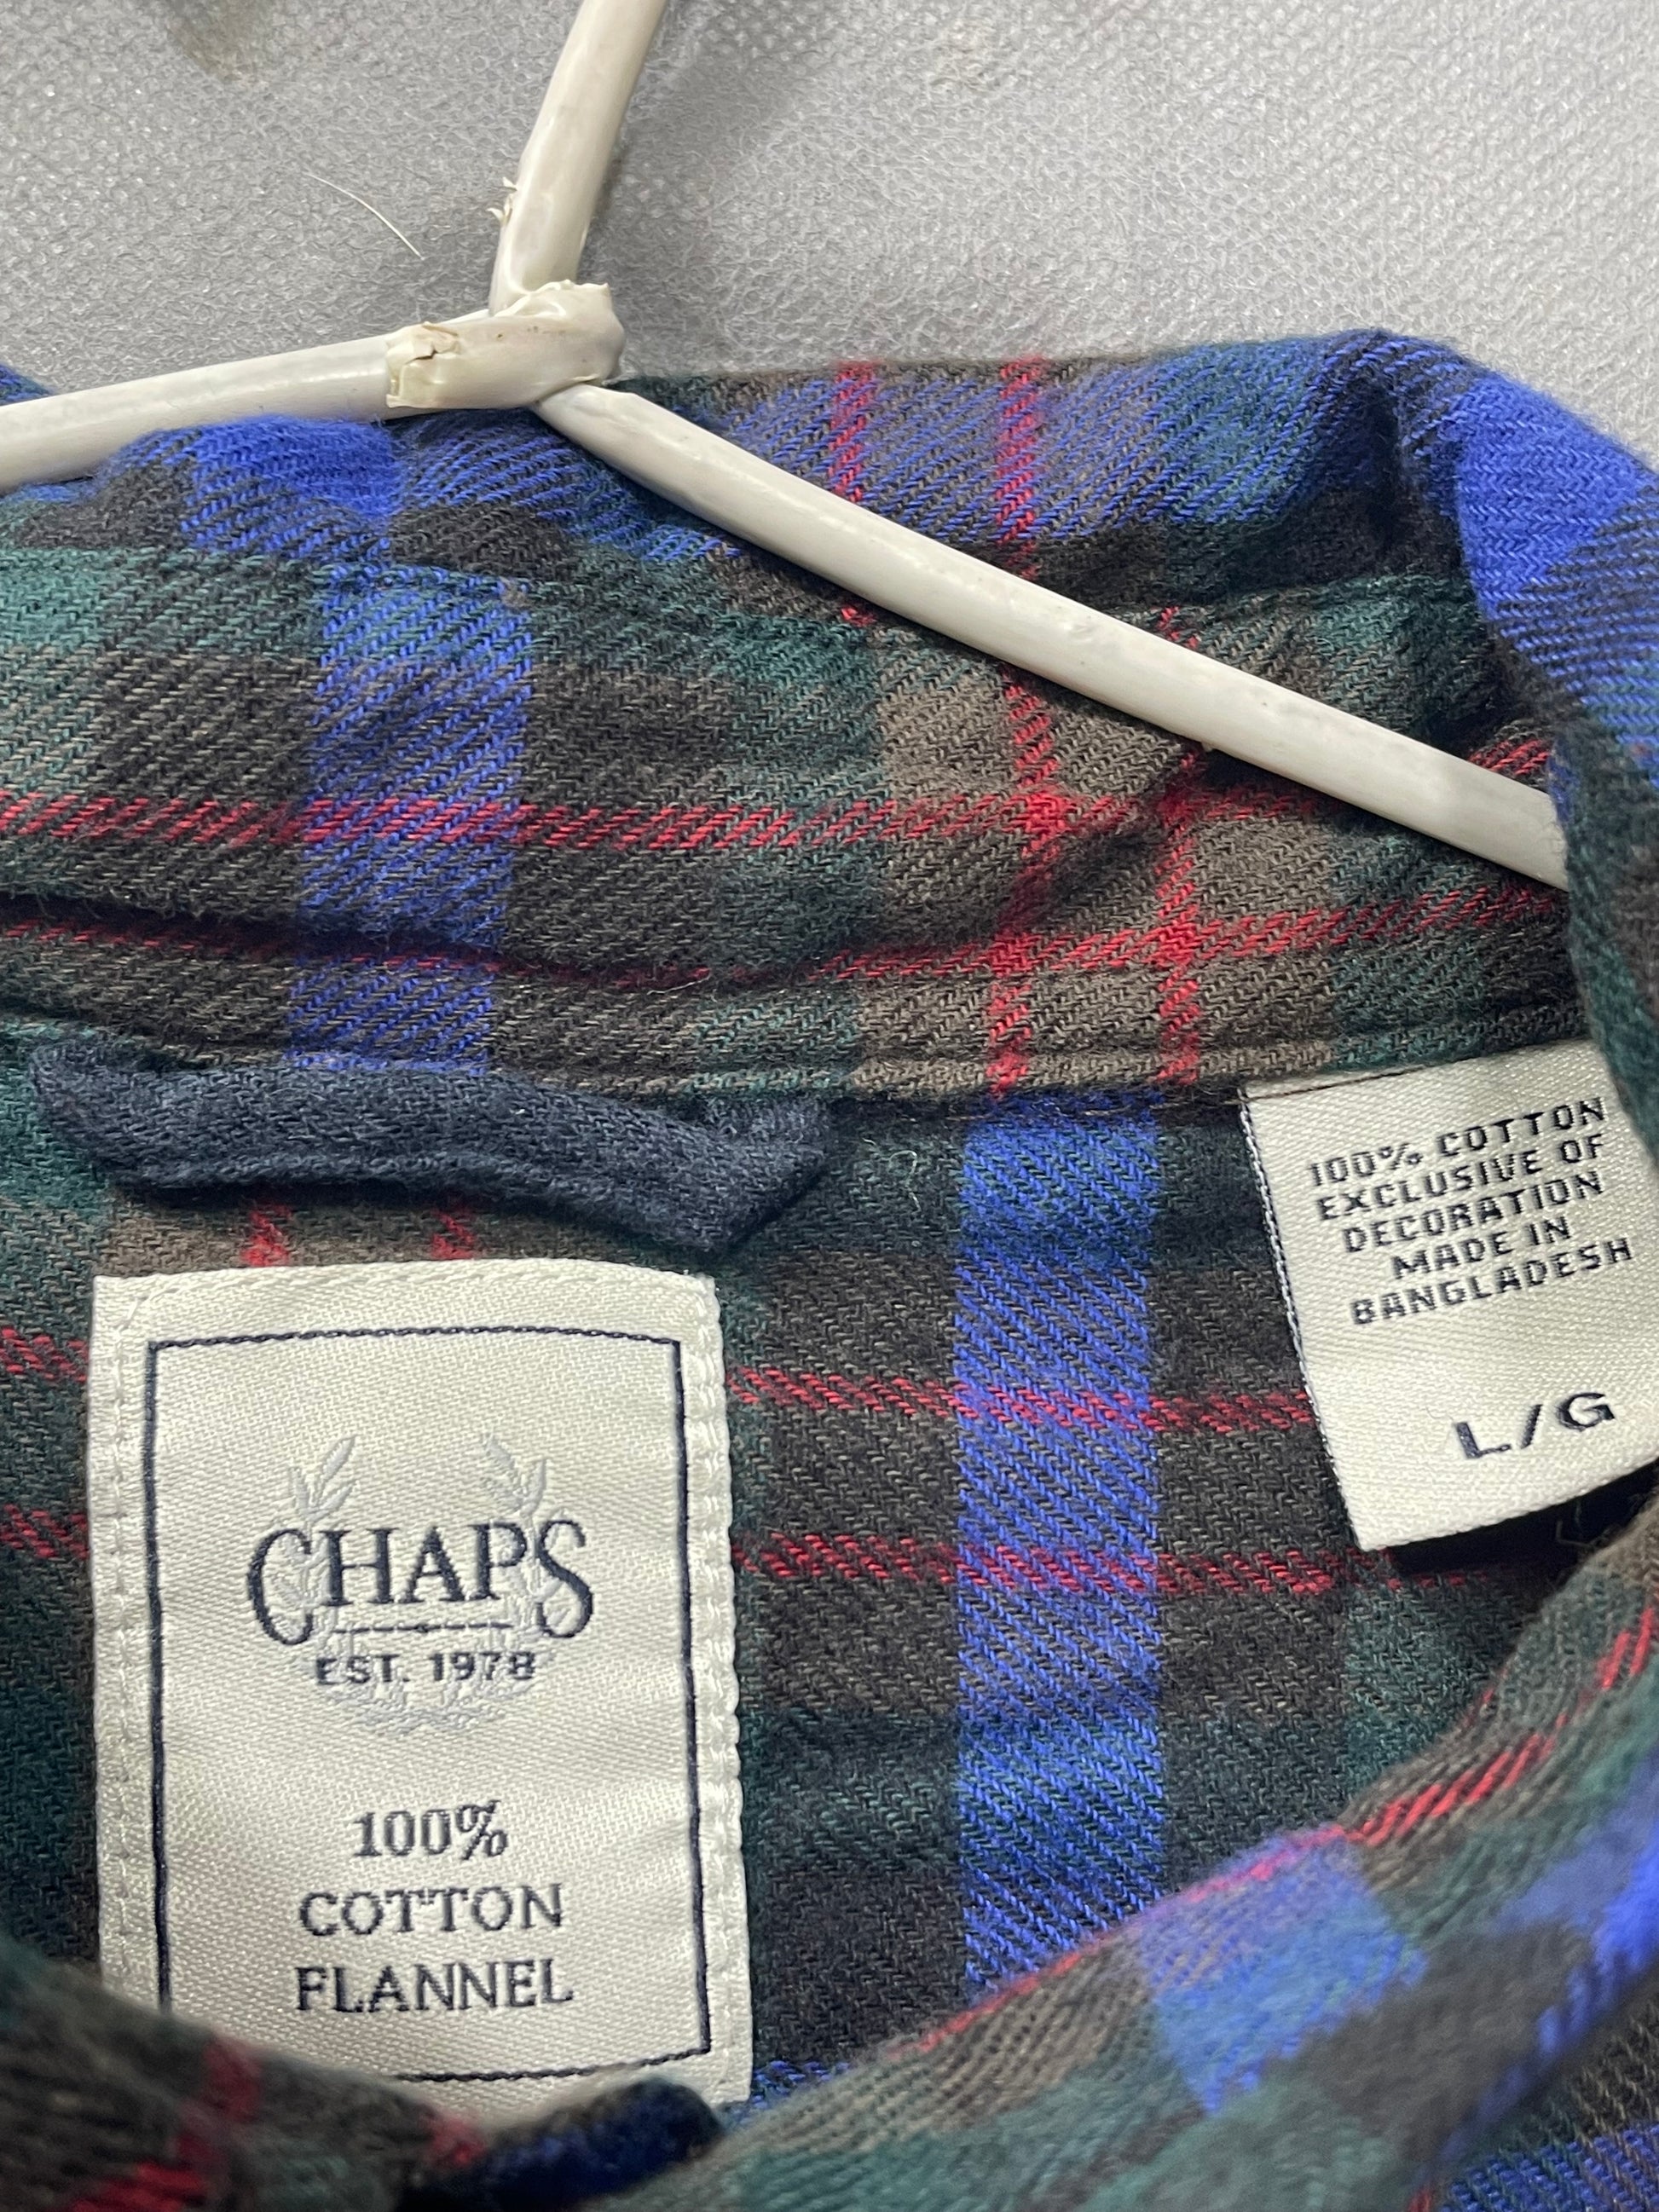 CHAPS
EST. 1978
100%
COTTON
FLANNEL
100% COTTON
EXCLUSIVE OF
DECORATION
MADE IN
BANGLADESH
L/G